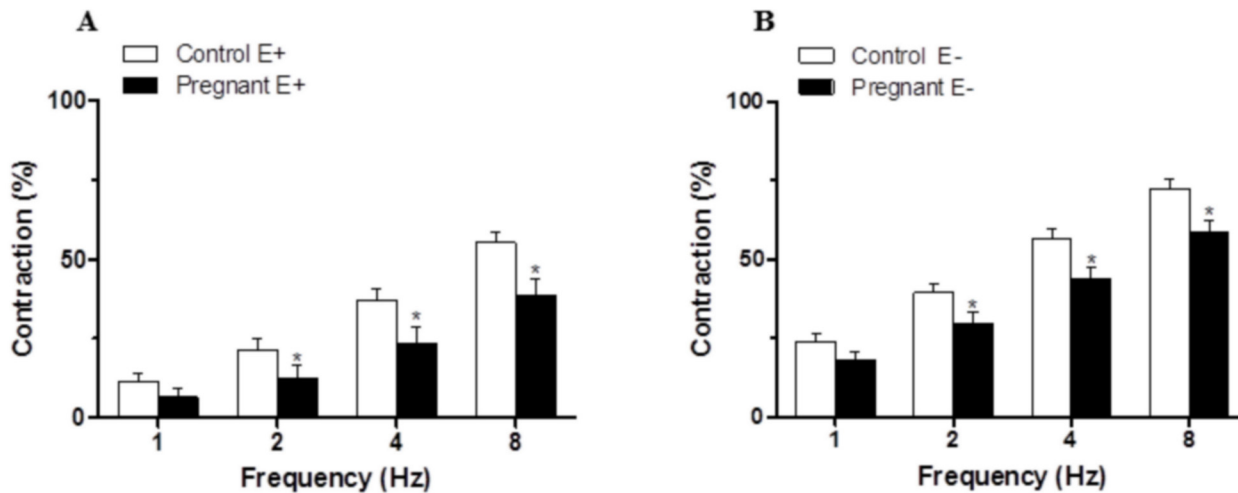 A
Control E+
Pregnant E+
100
50
0
Contraction (%)
*
*
*
1 2 4 8
Frequency (Hz)
B
Control E-
Pregnant E-
100
50
0
Contraction (%)
*
*
*
1 2 4 8
Frequency (Hz)